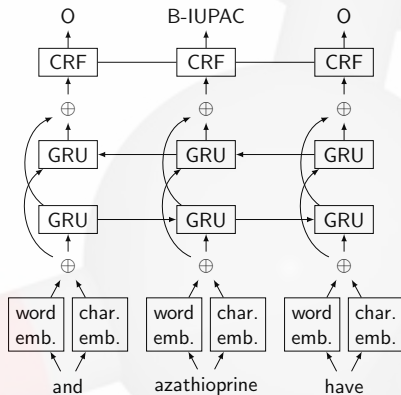 O B-IUPAC O
CRF CRF CRF
⊕ ⊕ ⊕
GRU GRU GRU
GRU GRU GRU
⊕ ⊕ ⊕
word char. word char. word char.
emb. emb. emb. emb. emb. emb.
and azathioprine have